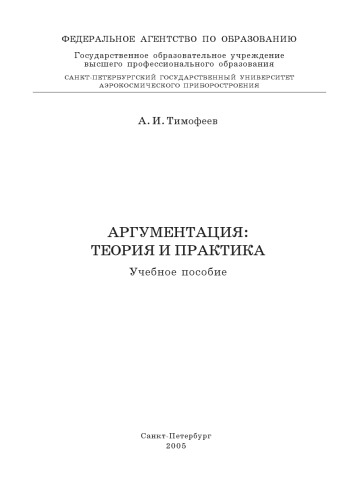 ФЕДЕРАЛЬНОЕ АГЕНТСТВО ПО ОБРАЗОВАНИЮ
Государственное образовательное учреждение
высшего профессионального образования
САНКТ-ПЕТЕРБУРГСКИЙ ГОСУДАРСТВЕННЫЙ УНИВЕРСИТЕТ
АЭРОКОСМИЧЕСКОГО ПРИБОРОСТРОЕНИЯ
А. И. Тимофеев
АРГУМЕНТАЦИЯ:
ТЕОРИЯ И ПРАКТИКА
Учебное пособие
Санкт-Петербург
2005